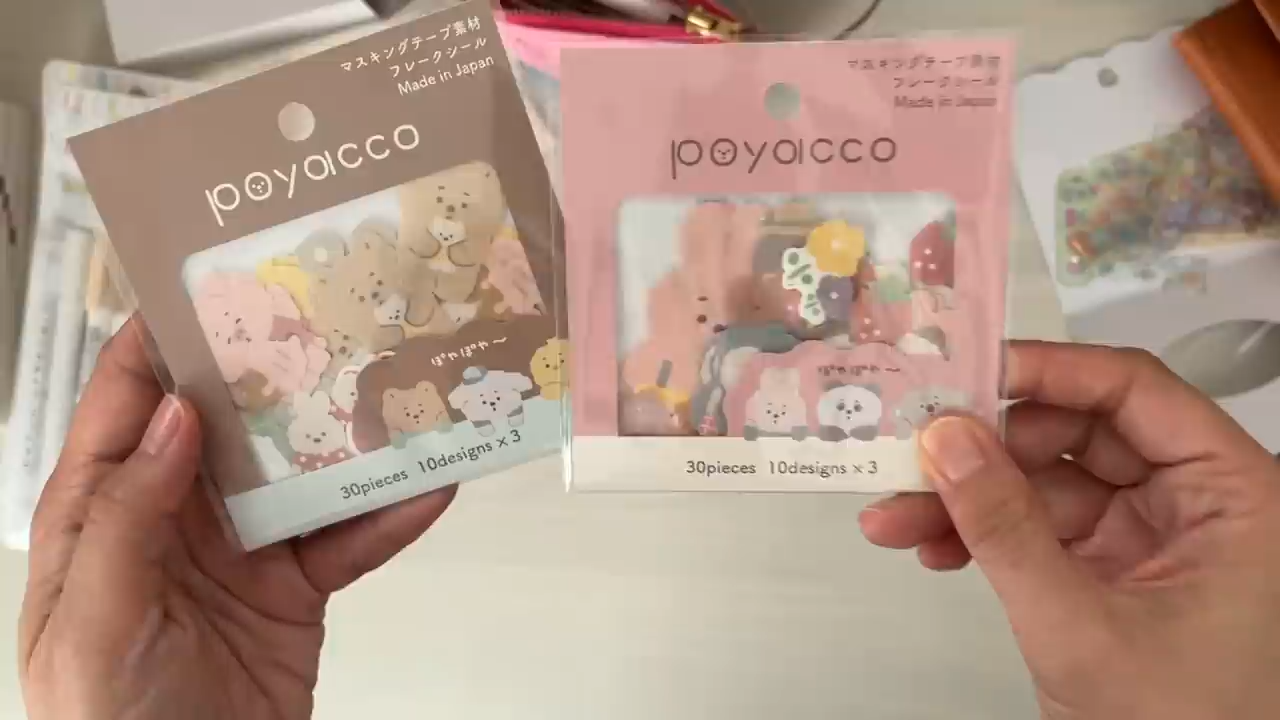 マスキングテープ素材
フレークシール
Made in Japan
poyacco
ぽやぽや〜
30pieces 10designs × 3
マスキングテープ素材
フレークシール
Made in Japan
poyacco
ぽやぽや〜
30pieces 10designs × 3